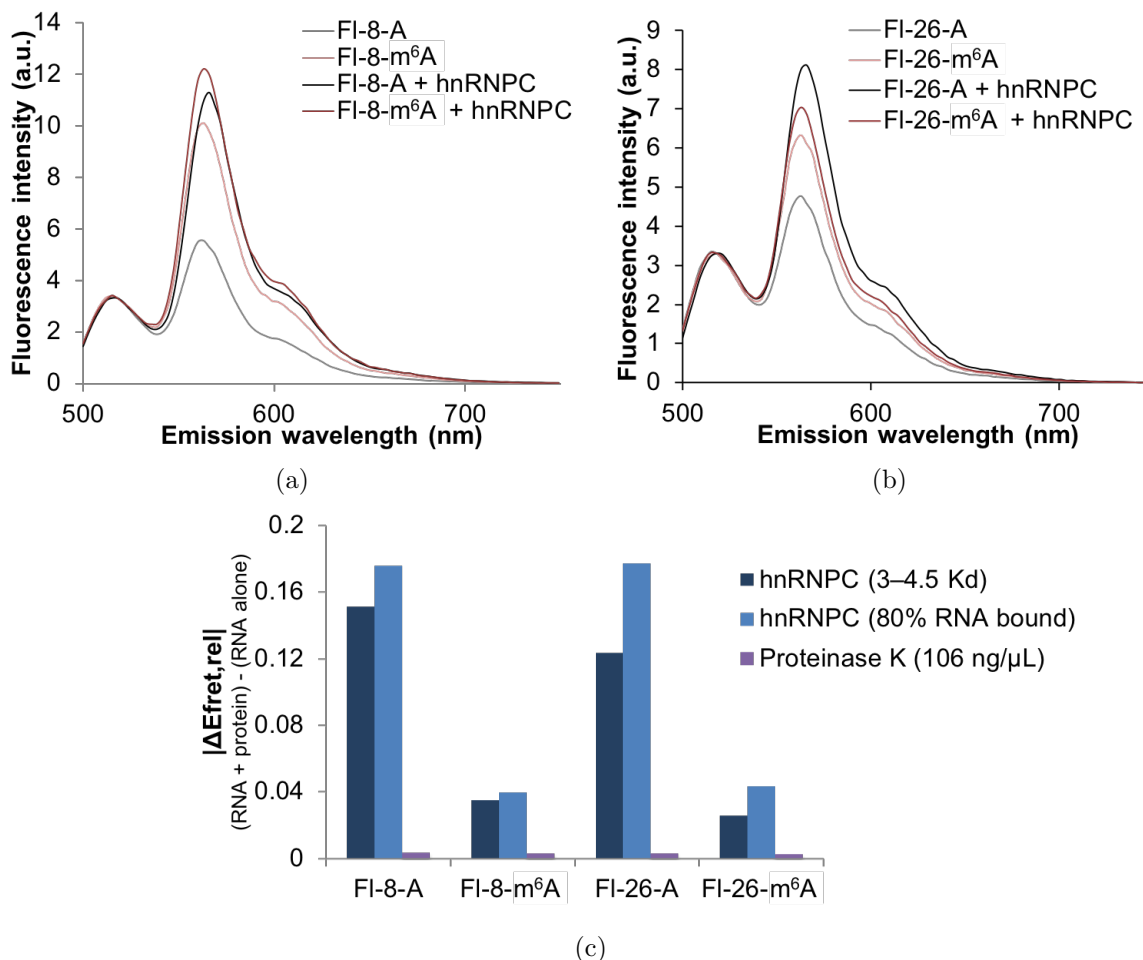 Fluorescence intensity (a.u.)
14
12
10
8
6
4
2
0
500
600
700
Emission wavelength (nm)
Fl-8-A
Fl-8-m⁶A
Fl-8-A + hnRNPC
Fl-8-m⁶A + hnRNPC
(a)
Fluorescence intensity (a.u.)
9
8
7
6
5
4
3
2
1
0
500
600
700
Emission wavelength (nm)
Fl-26-A
Fl-26-m⁶A
Fl-26-A + hnRNPC
Fl-26-m⁶A + hnRNPC
(b)
|ΔEfret,rel|
(RNA + protein) - (RNA alone)
0.2
0.16
0.12
0.08
0.04
0
Fl-8-A
Fl-8-m⁶A
Fl-26-A
Fl-26-m⁶A
hnRNPC (3–4.5 Kd)
hnRNPC (80% RNA bound)
Proteinase K (106 ng/µL)
(c)